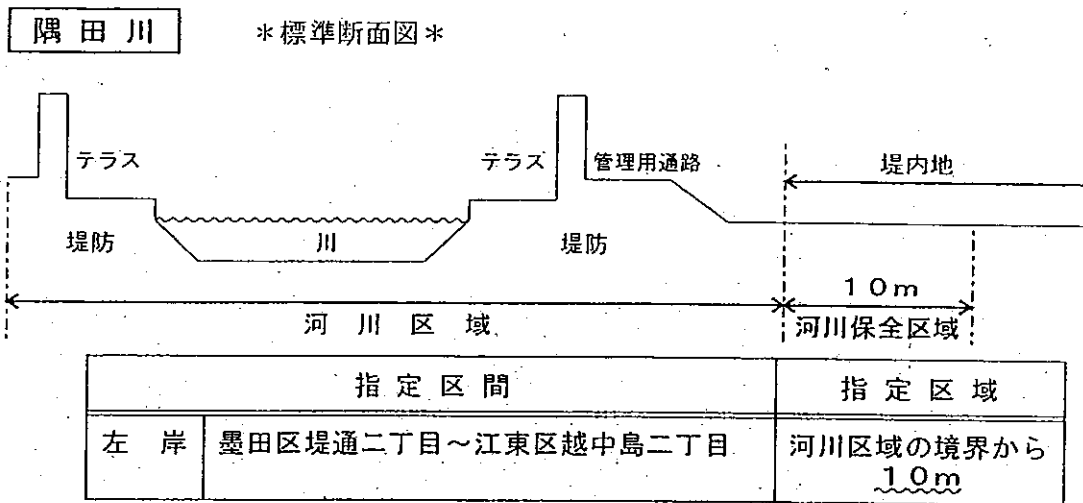 隅田川 *標準断面図*
テラス テラス 管理用通路 堤内地
堤防 川 堤防
10m
河川区域 河川保全区域
指定区間 指定区域
左岸 墨田区堤通二丁目～江東区越中島二丁目 河川区域の境界から
10m